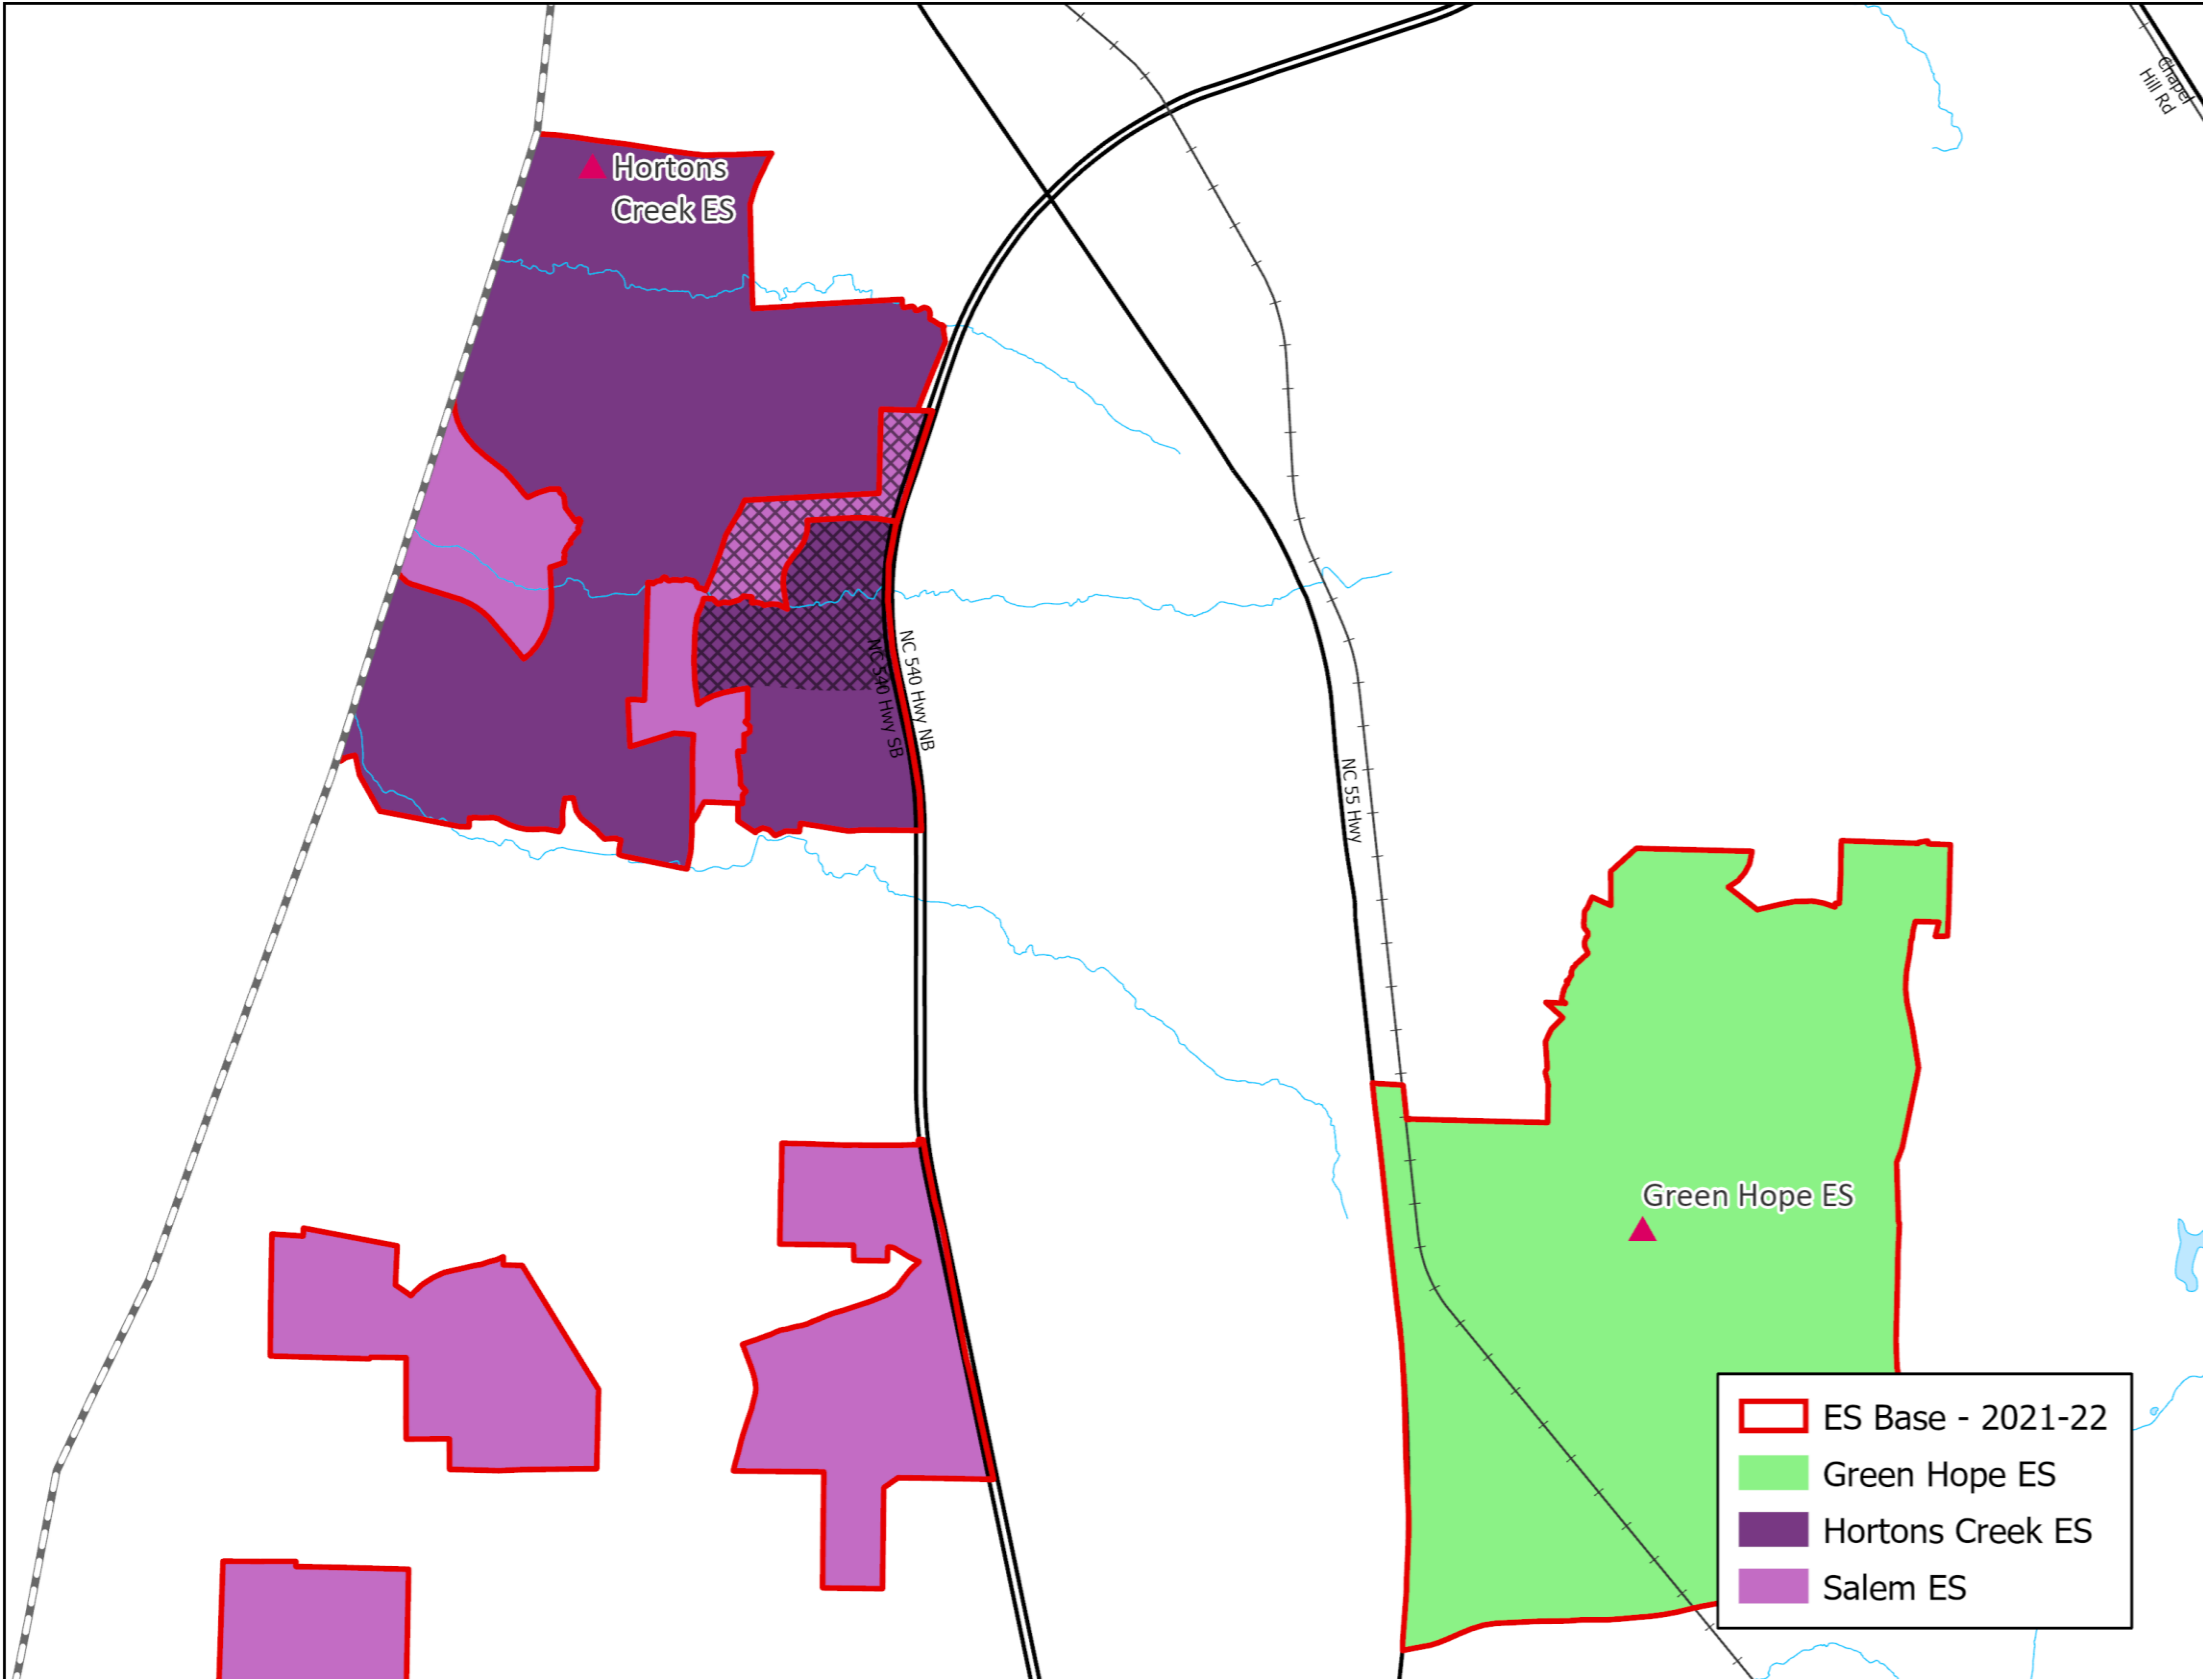 Chapel
Hill Rd
Hortons
Creek ES
NC 540 Hwy NB
NC 540 Hwy SB
NC 55 Hwy
Green Hope ES
ES Base - 2021-22
Green Hope ES
Hortons Creek ES
Salem ES